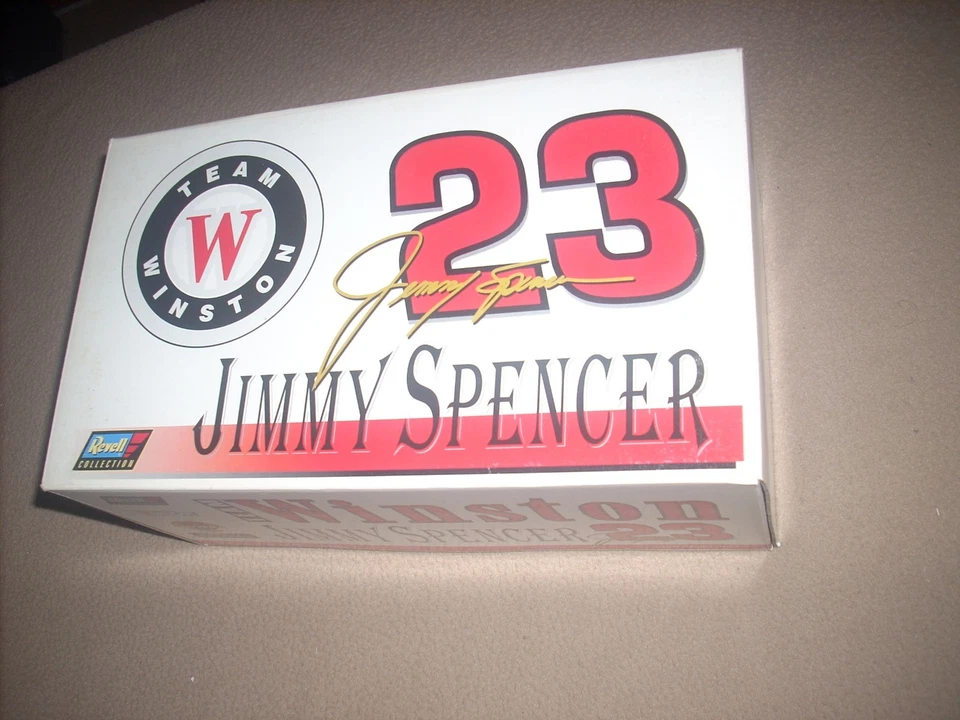 TEAM
W
WINSTON
23
Jimmy Spencer
JIMMY SPENCER
Revell
COLLECTION
Winston
JIMMY SPENCER 23